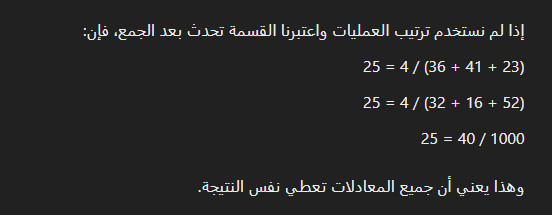 إذا لم نستخدم ترتيب العمليات واعتبرنا القسمة تحدث بعد الجمع، فإن:
(23 + 41 + 36) / 4 = 25
(52 + 16 + 32) / 4 = 25
1000 / 40 = 25
وهذا يعني أن جميع المعادلات تعطي نفس النتيجة.